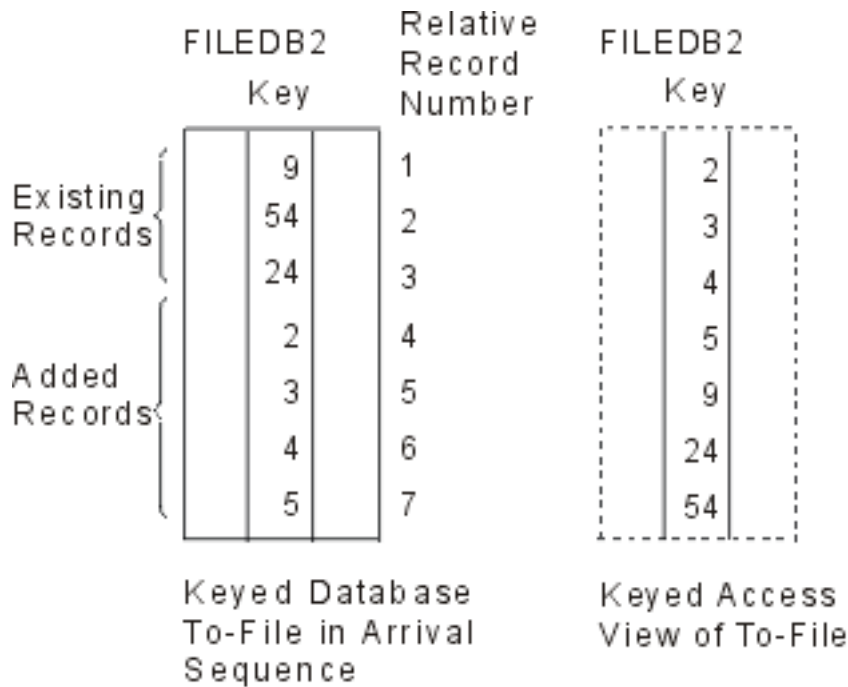 FILEDB2
Key
Relative
Record
Number
FILEDB2
Key
Existing
Records
9
54
24
1
2
3
Added
Records
2
3
4
5
4
5
6
7
2
3
4
5
9
24
54
Keyed Database
To-File in Arrival
Sequence
Keyed Access
View of To-File